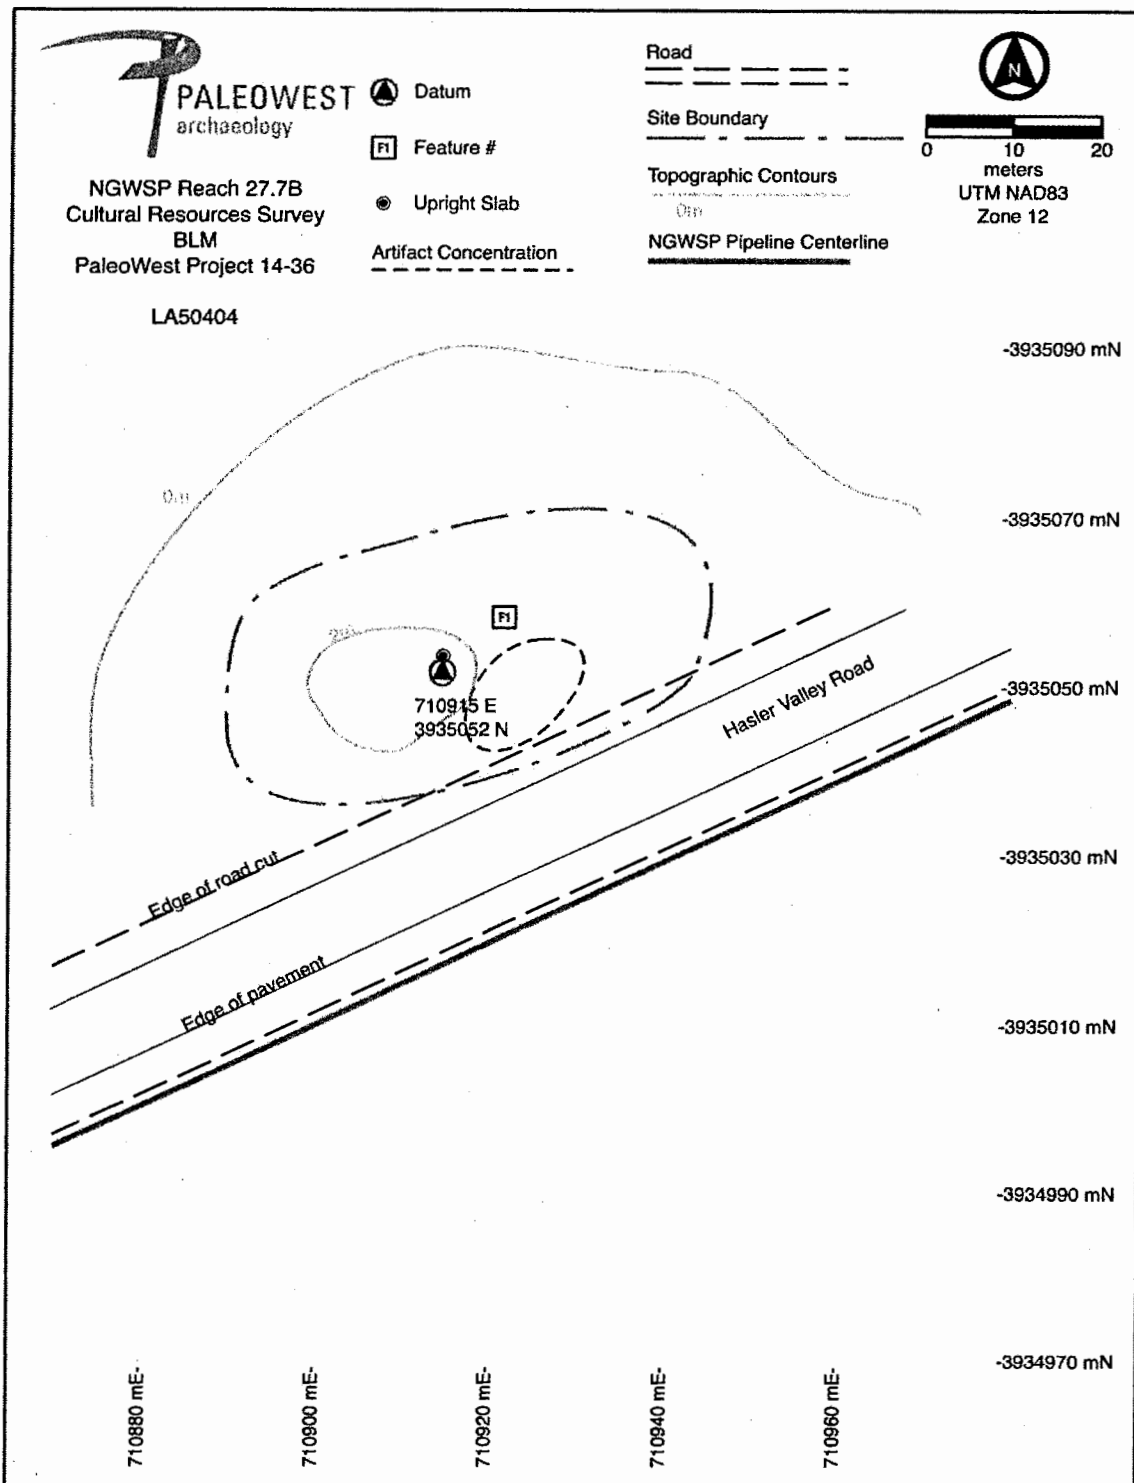 PALEOWEST
archaeology
NGWSP Reach 27.7B
Cultural Resources Survey
BLM
PaleoWest Project 14-36
LA50404
Datum
F1 Feature #
Upright Slab
Artifact Concentration
Road
Site Boundary
Topographic Contours
0m
NGWSP Pipeline Centerline
N
0 10 20
meters
UTM NAD83
Zone 12
-3935090 mN
0m
-3935070 mN
F1
2m
-3935050 mN
710915 E
3935052 N
Hasler Valley Road
Edge of road cut
-3935030 mN
Edge of pavement
-3935010 mN
-3934990 mN
-3934970 mN
710880 mE-
710900 mE-
710920 mE-
710940 mE-
710960 mE-